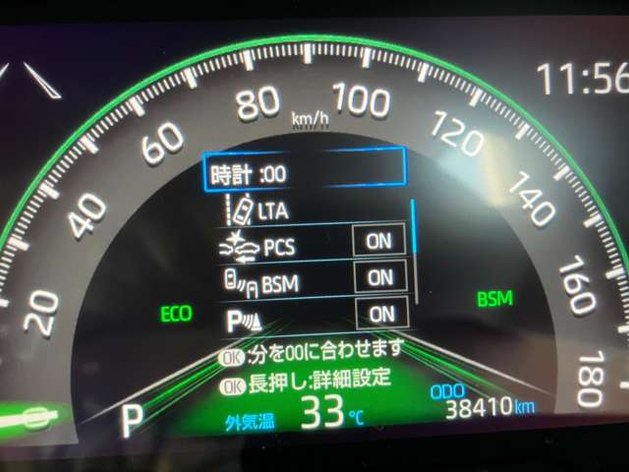 11:56
80
100
km/h
60
120
時計 :00
140
40
LTA
PCS ON
BSM ON
160
20
ECO
BSM
P ON
OK :分を00に合わせます
180
OK 長押し:詳細設定
0
P
外気温 33℃
ODO
38410km